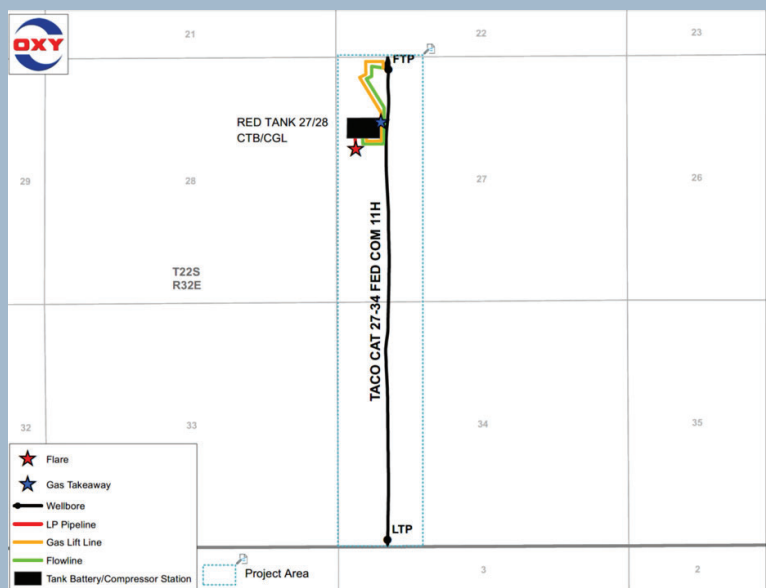 OXY
21
22
23
FTP
RED TANK 27/28
CTB/CGL
29
28
27
26
TACO CAT 27-34 FED COM 11H
T22S
R32E
32
33
34
35
LTP
Flare
Gas Takeaway
Wellbore
LP Pipeline
Gas Lift Line
Flowline
Tank Battery/Compressor Station
Project Area
3
2